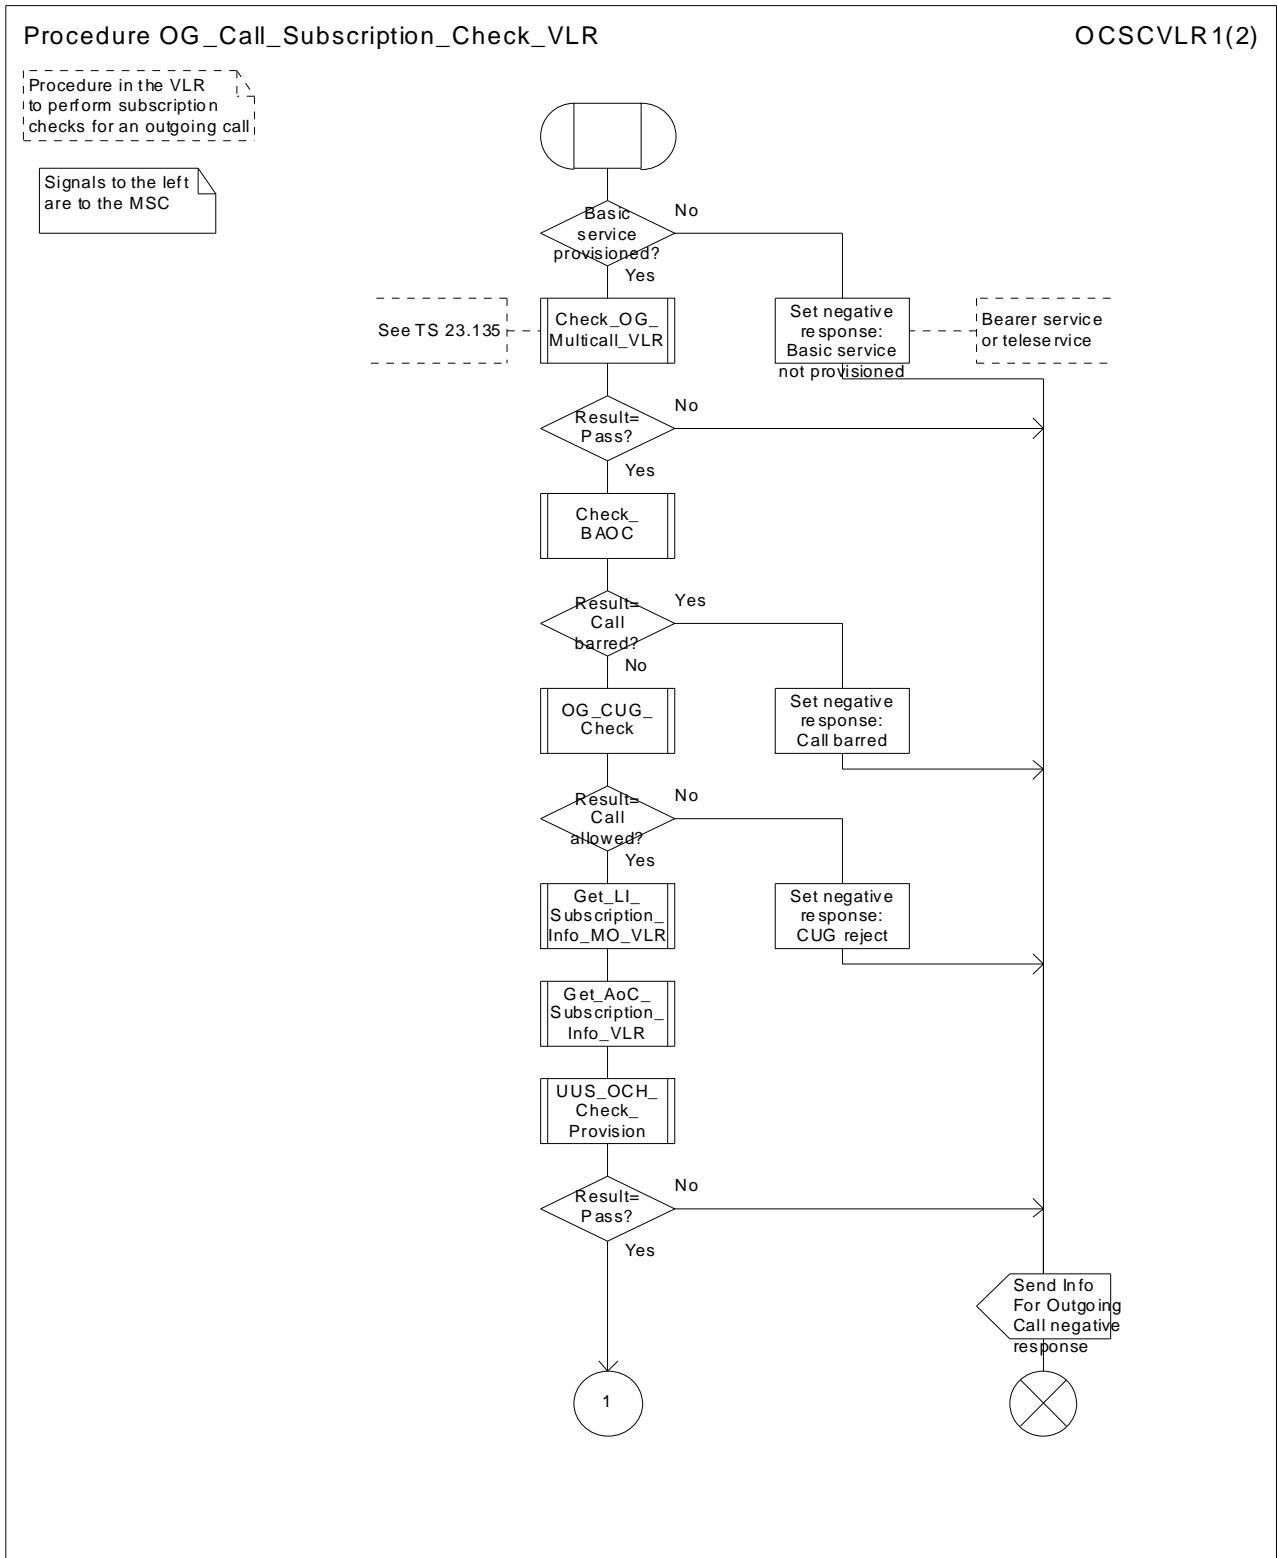 Procedure OG_Call_Subscription_Check_VLR
OCSCVLR1(2)
Procedure in the VLR
to perform subscription
checks for an outgoing call
Signals to the left
are to the MSC
Basic
service
provisioned?
No
Yes
See TS 23.135
Check_OG_
Multicall_VLR
Set negative
response:
Basic service
not provisioned
Bearer service
or teleservice
Result=
Pass?
No
Yes
Check_
BAOC
Result=
Call
barred?
Yes
No
OG_CUG_
Check
Set negative
response:
Call barred
Result=
Call
allowed?
No
Yes
Get_LI_
Subscription_
Info_MO_VLR
Set negative
response:
CUG reject
Get_AoC_
Subscription_
Info_VLR
UUS_OCH_
Check_
Provision
Result=
Pass?
No
Yes
Send Info
For Outgoing
Call negative
response
1